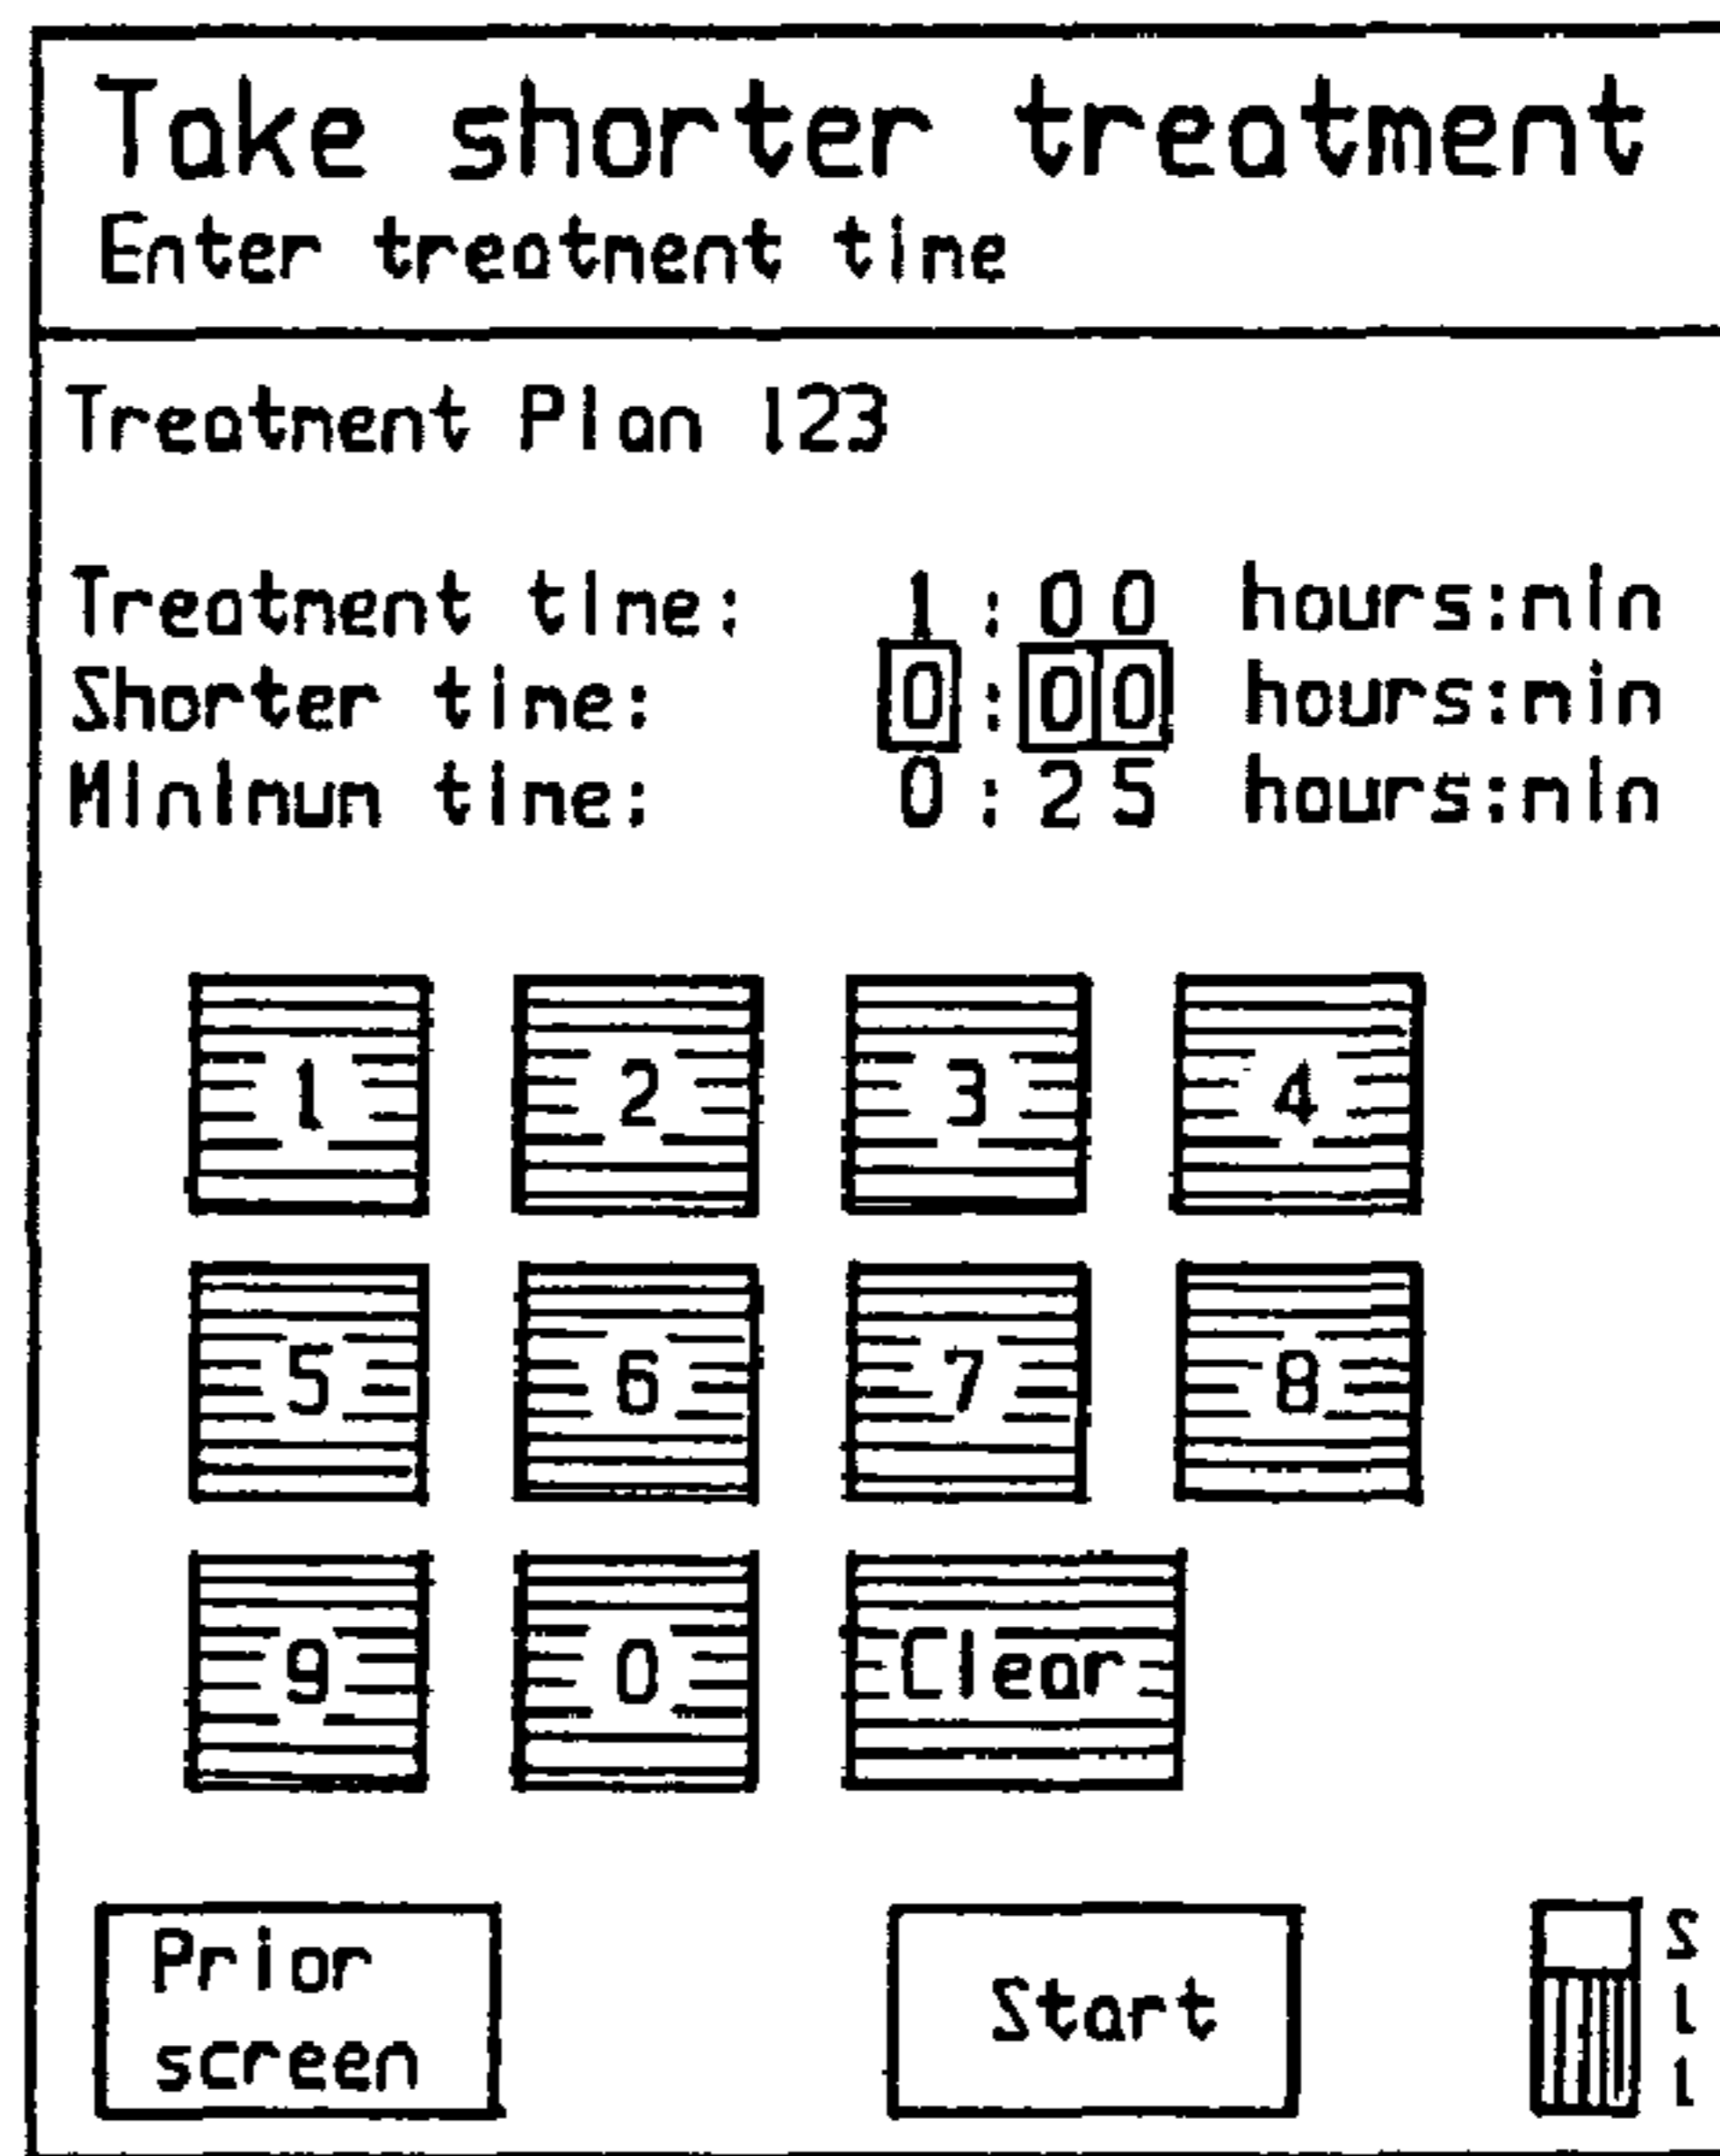 Take shorter treatment
Enter treatment time
Treatment Plan 123
Treatment time: 1:00 hours:min
Shorter time: 0:00 hours:min
Minimum time: 0:25 hours:min
1 2 3 4
5 6 7 8
9 0 Clear
Prior
screen
Start